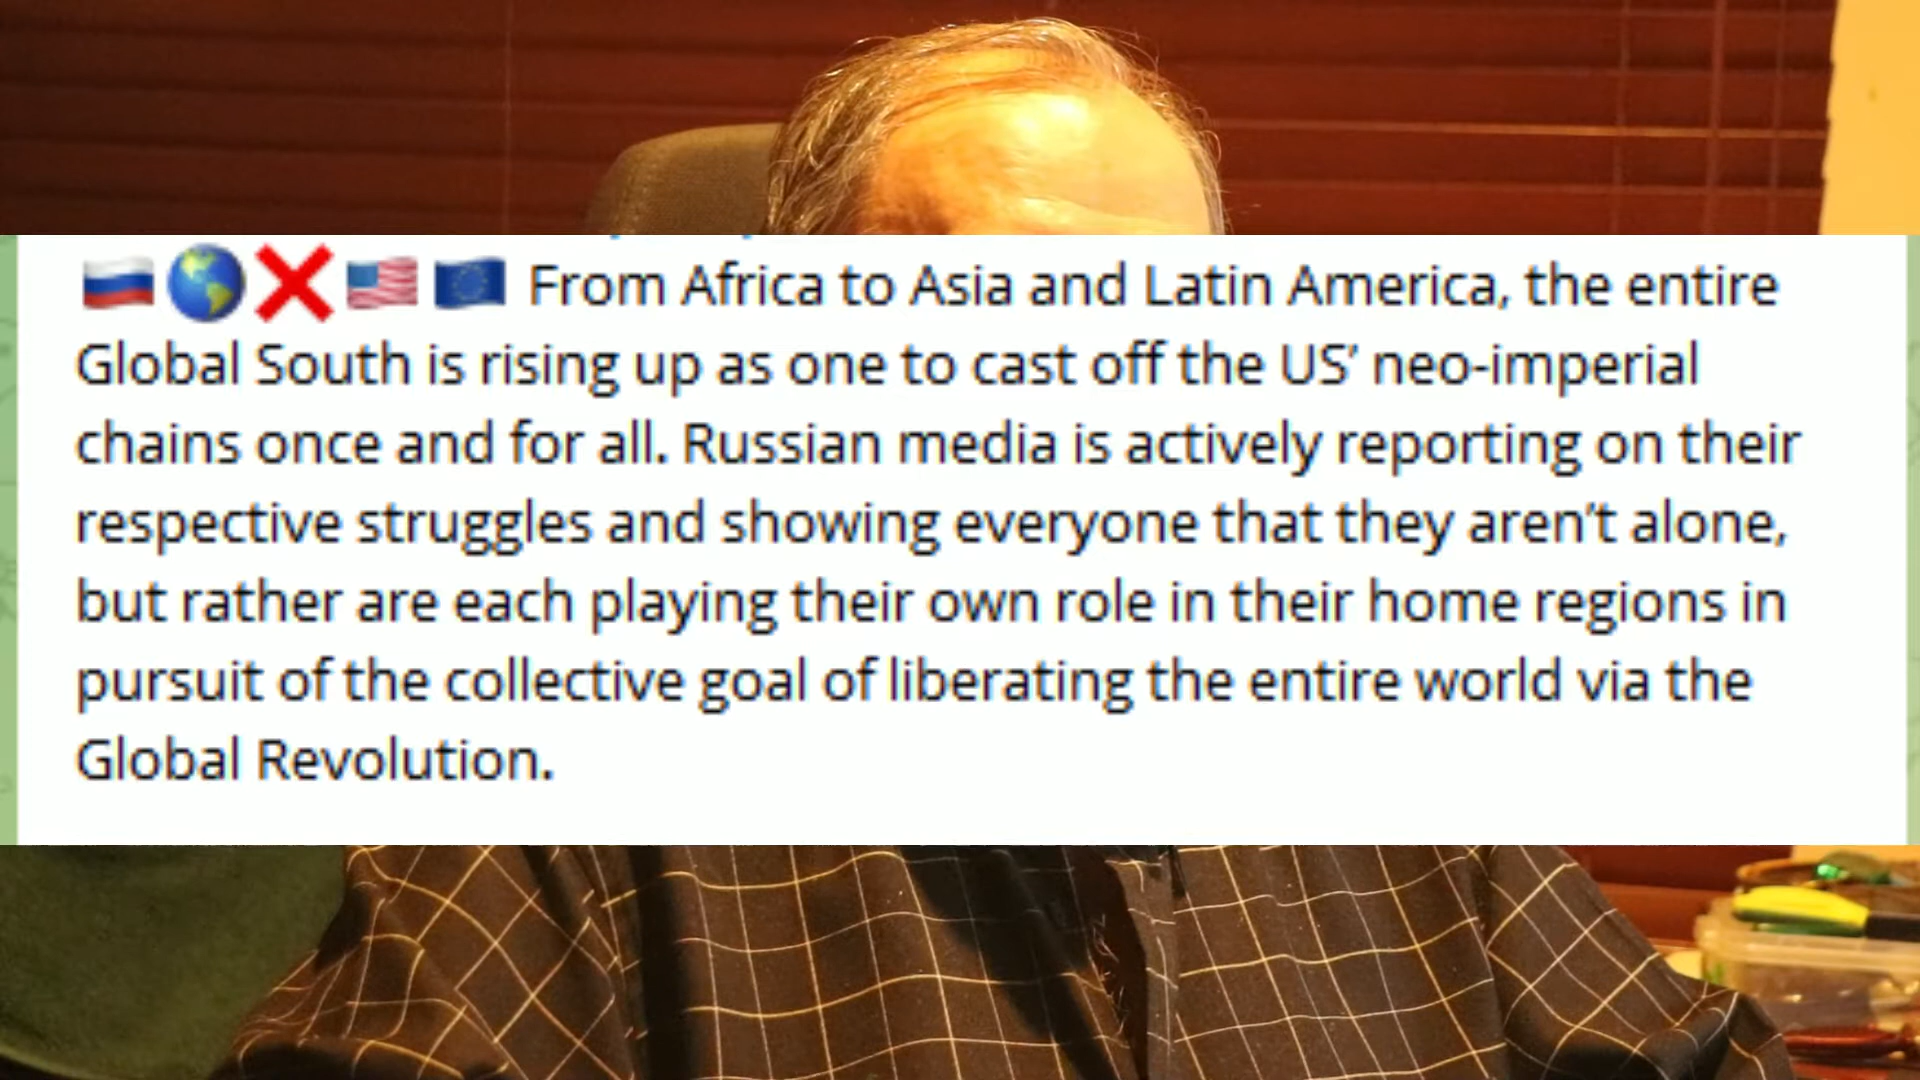 🇷🇺🌎❌🇺🇸🇪🇺 From Africa to Asia and Latin America, the entire
Global South is rising up as one to cast off the US’ neo-imperial
chains once and for all. Russian media is actively reporting on their
respective struggles and showing everyone that they aren’t alone,
but rather are each playing their own role in their home regions in
pursuit of the collective goal of liberating the entire world via the
Global Revolution.